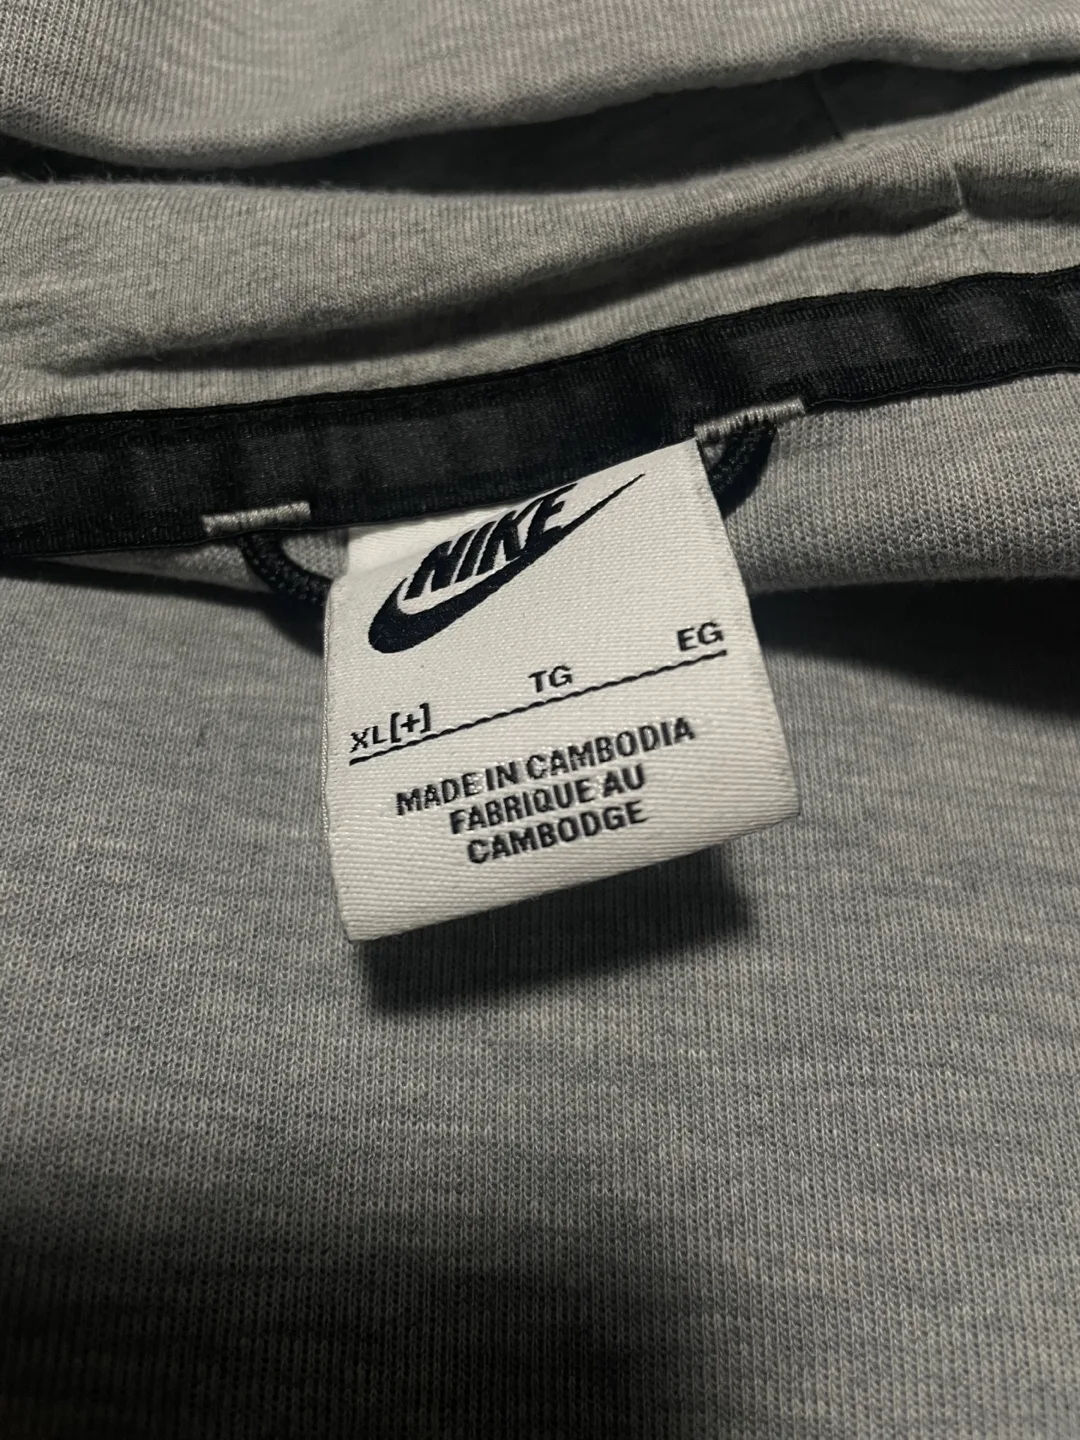 NIKE
XL[+] TG EG
MADE IN CAMBODIA
FABRIQUE AU
CAMBODGE